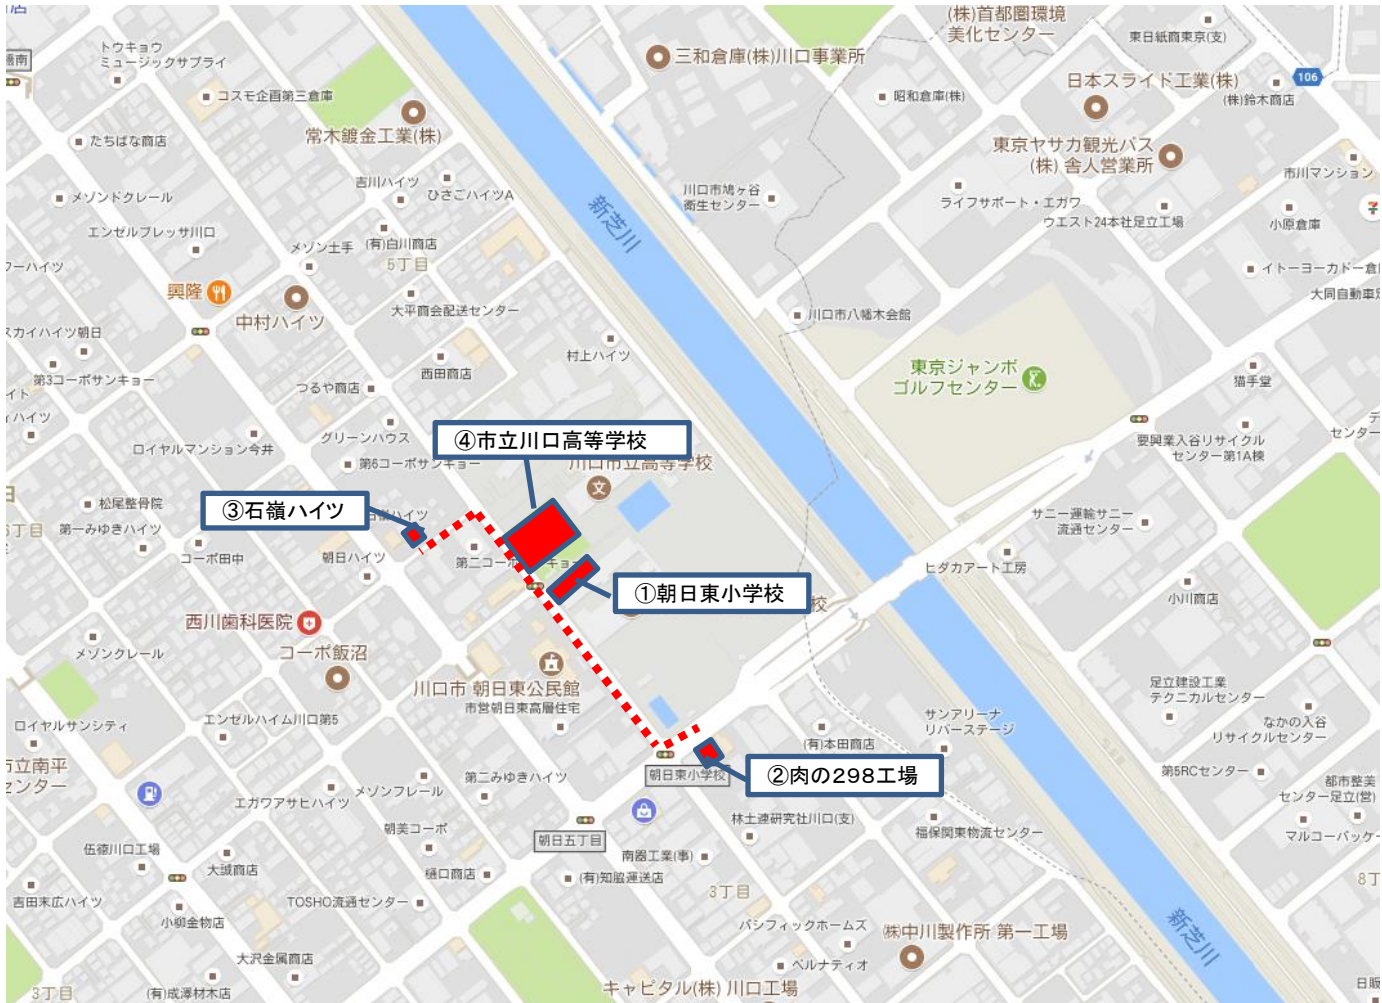 店
橋南
トウキョウ
ミュージックサプライ
コスモ企画第三倉庫
常木鍍金工業(株)
たちばな商店
メゾンドクレール
吉川ハイツ
ひさごハイツA
エンゼルプレッサ川口
メゾン土手
(有)白川商店
5丁目
興隆
中村ハイツ
大平商会配送センター
スカイハイツ朝日
第3コーポサンキョー
つるや商店
西田商店
村上ハイツ
三和倉庫(株)川口事業所
(株)首都圏環境
美化センター
東日紙商東京(支)
昭和倉庫(株)
日本スライド工業(株)
106
(株)鈴木商店
東京ヤサカ観光バス
(株) 舎人営業所
市川マンション
川口市鳩ヶ谷
衛生センター
ライフサポート・エガワ
ウエスト24本社足立工場
小原倉庫
新芝川
イトーヨーカドー倉
大同自動車
川口市八幡木会館
東京ジャンボ
ゴルフセンター
猫手堂
要興業入谷リサイクル
センター第1A棟
センター
ロイヤルマンション今井
グリーンハウス
第6コーポサンキョー
④市立川口高等学校
川口市立高等学校
松尾整骨院
第一みゆきハイツ
③石嶺ハイツ
コーポ田中
朝日ハイツ
①朝日東小学校
校
サニー運輸サニー
流通センター
ヒダカアート工房
小川商店
西川歯科医院
メゾンクレール
コーポ飯沼
川口市 朝日東公民館
市営朝日東高層住宅
ロイヤルサンシティ
エンゼルハイム川口第5
サンアリーナ
リバーステージ
足立建設工業
テクニカルセンター
なかの入谷
リサイクルセンター
(有)本田商店
市立南平
センター
第二みゆきハイツ
朝日東小学校
②肉の298工場
第5RCセンター
都市整美
センター足立(営)
マルコーパッケー
エガワアサヒハイツ
メゾンフレール
朝美コーポ
朝日五丁目
林土連研究社川口(支)
福保関東物流センター
伍德川口工場
大誠商店
樋口商店
南器工業(事)
(有)知脇運送店
3丁目
8丁
吉田末広ハイツ
小柳金物店
TOSHO流通センター
パシフィックホームズ
㈱中川製作所 第一工場
新芝川
大沢金属商店
ベルナティオ
3丁目
(有)成澤材木店
キャピタル(株) 川口工場
日販